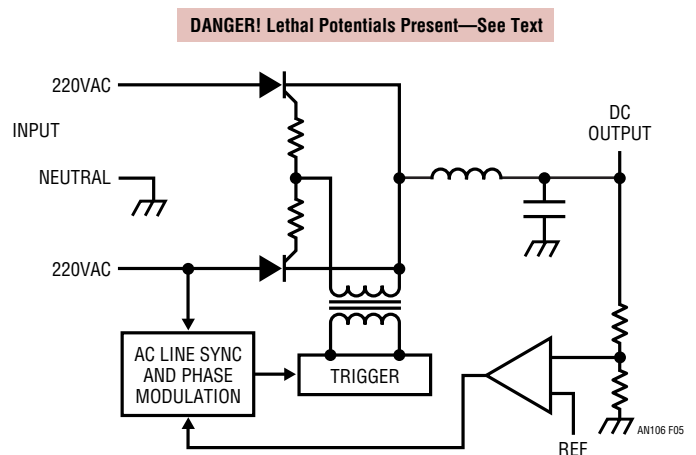 DANGER! Lethal Potentials Present—See Text
220VAC
DC
OUTPUT
INPUT
NEUTRAL
220VAC
AC LINE SYNC
AND PHASE
MODULATION
TRIGGER
AN106 F05
REF